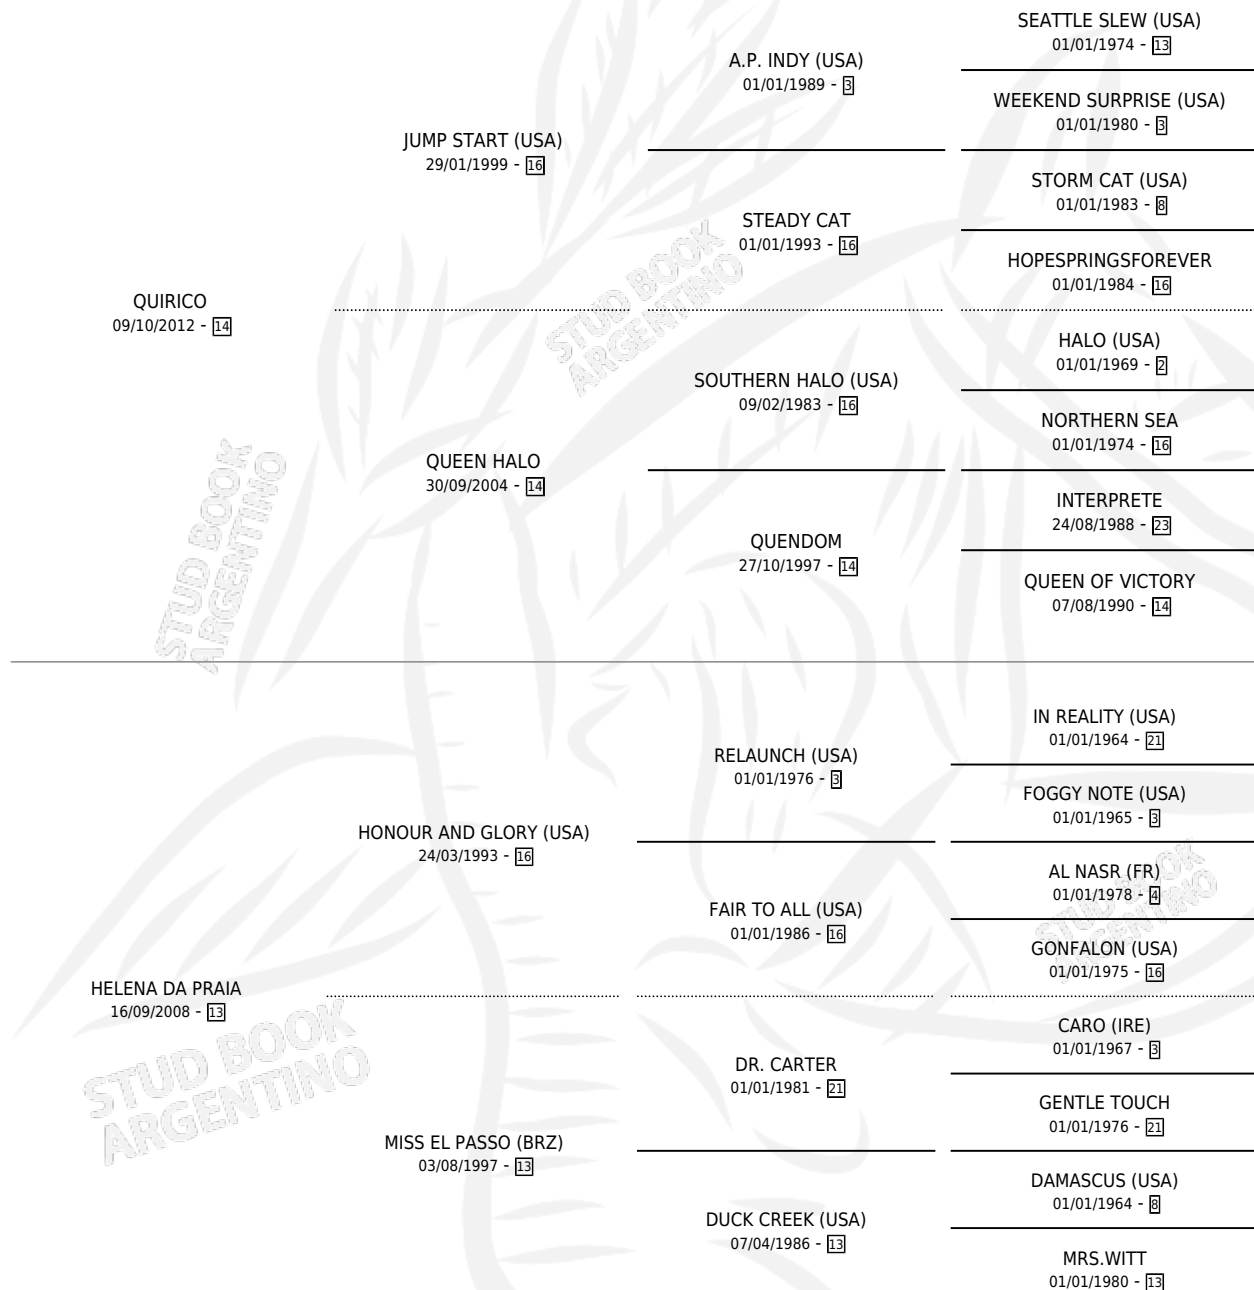 SEATTLE SLEW (USA)
01/01/1974 - 13
A.P. INDY (USA)
01/01/1989 - 3
WEEKEND SURPRISE (USA)
01/01/1980 - 3
JUMP START (USA)
29/01/1999 - 16
STORM CAT (USA)
01/01/1983 - 8
STEADY CAT
01/01/1993 - 16
HOPESPRINGSFOREVER
01/01/1984 - 16
QUIRICO
09/10/2012 - 14
HALO (USA)
01/01/1969 - 2
SOUTHERN HALO (USA)
09/02/1983 - 16
NORTHERN SEA
01/01/1974 - 16
QUEEN HALO
30/09/2004 - 14
INTERPRETE
24/08/1988 - 23
QUENDOM
27/10/1997 - 14
QUEEN OF VICTORY
07/08/1990 - 14
IN REALITY (USA)
01/01/1964 - 21
RELAUNCH (USA)
01/01/1976 - 3
FOGGY NOTE (USA)
01/01/1965 - 3
HONOUR AND GLORY (USA)
24/03/1993 - 16
AL NASR (FR)
01/01/1978 - 4
FAIR TO ALL (USA)
01/01/1986 - 16
GONFALON (USA)
01/01/1975 - 16
HELENA DA PRAIA
16/09/2008 - 13
CARO (IRE)
01/01/1967 - 3
DR. CARTER
01/01/1981 - 21
GENTLE TOUCH
01/01/1976 - 21
MISS EL PASSO (BRZ)
03/08/1997 - 13
DAMASCUS (USA)
01/01/1964 - 8
DUCK CREEK (USA)
07/04/1986 - 13
MRS.WITT
01/01/1980 - 13
STUD BOOK
ARGENTINO
STUD BOOK
ARGENTINO
STUD BOOK
ARGENTINO
STUD BOOK
ARGENTINO